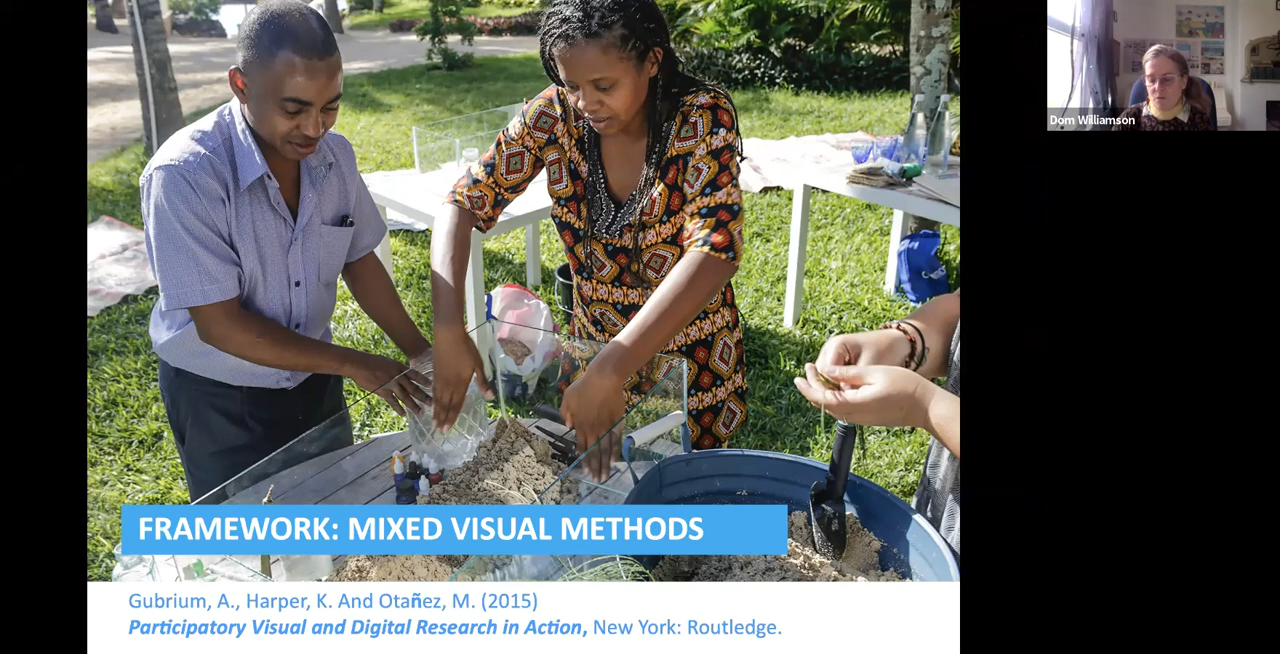 Dom Williamson
FRAMEWORK: MIXED VISUAL METHODS
Gubrium, A., Harper, K. And Otañez, M. (2015)
Participatory Visual and Digital Research in Action, New York: Routledge.